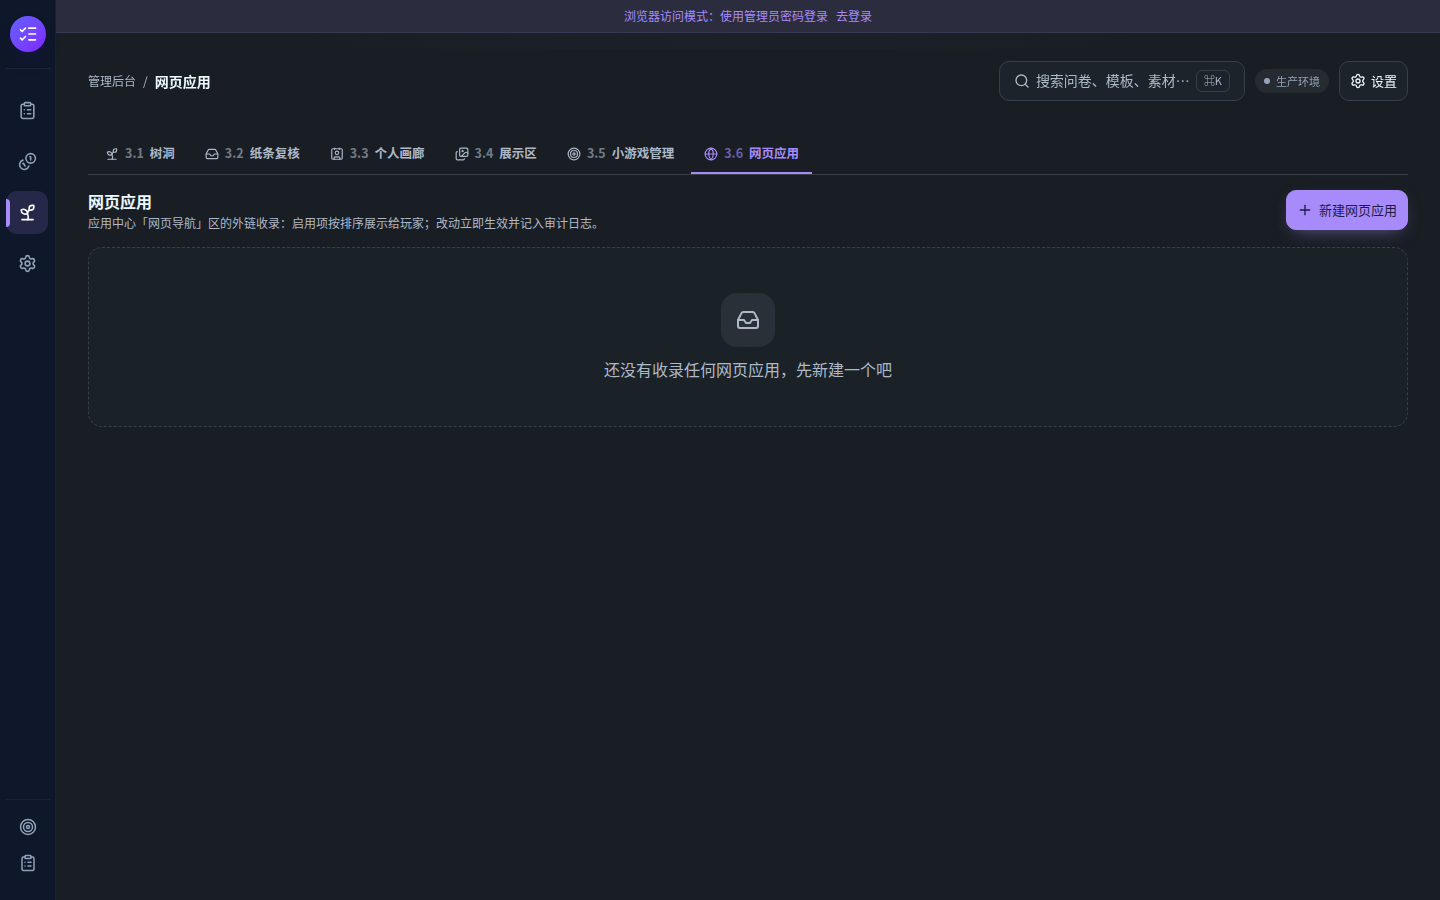 浏览器访问模式：使用管理员密码登录 去登录
管理后台 / 网页应用
搜索问卷、模板、素材… ⌘K
生产环境
设置
3.1 树洞
3.2 纸条复核
3.3 个人画廊
3.4 展示区
3.5 小游戏管理
3.6 网页应用
网页应用
应用中心「网页导航」区的外链收录：启用项按排序展示给玩家；改动立即生效并记入审计日志。
新建网页应用
还没有收录任何网页应用，先新建一个吧